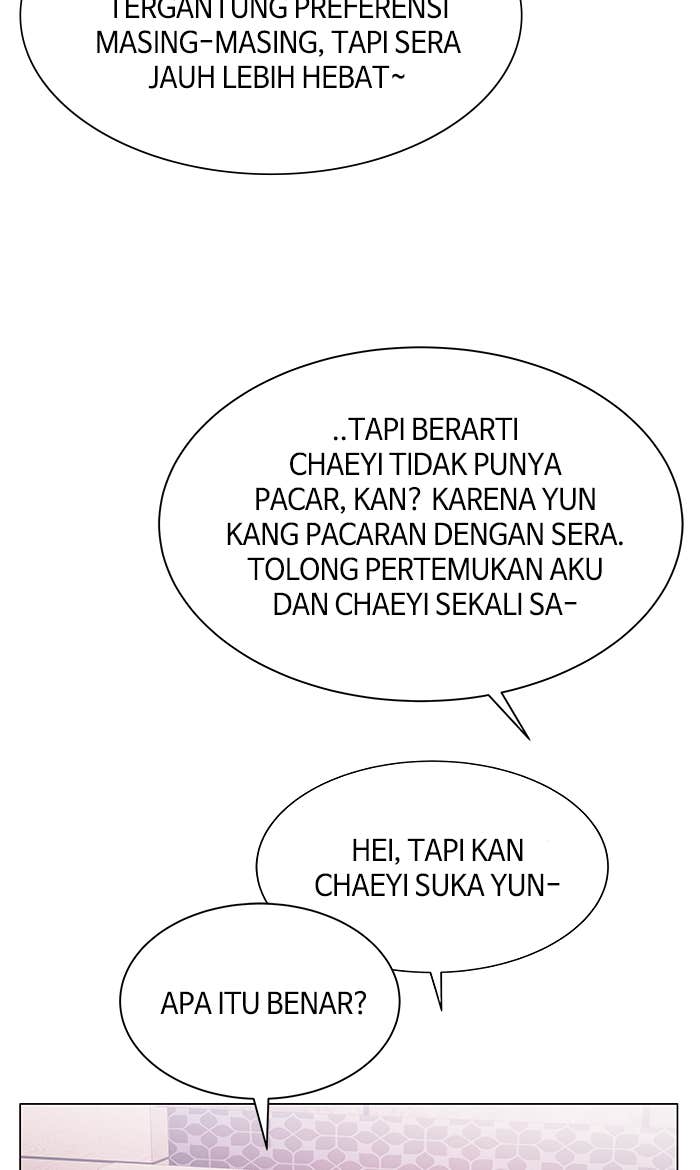 TERGANTUNG PREFERENSI
MASING-MASING, TAPI SERA
JAUH LEBIH HEBAT~
..TAPI BERARTI
CHAEYI TIDAK PUNYA
PACAR, KAN? KARENA YUN
KANG PACARAN DENGAN SERA.
TOLONG PERTEMUKAN AKU
DAN CHAEYI SEKALI SA-
HEI, TAPI KAN
CHAEYI SUKA YUN-
APA ITU BENAR?